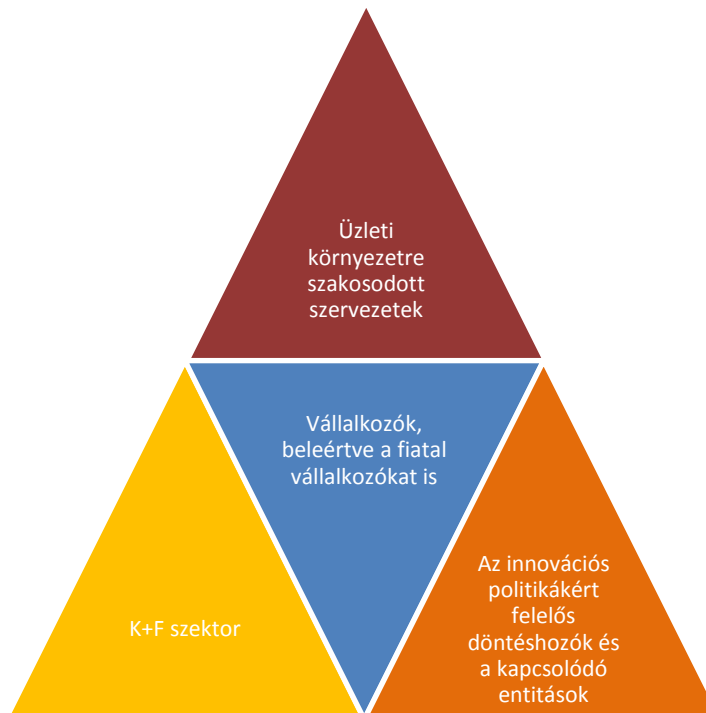 Üzleti
környezetre
szakosodott
szervezetek
Vállalkozók,
beleértve a fiatal
vállalkozókat is
K+F szektor
Az innovációs
politikákért
felelős
döntéshozók és
a kapcsolódó
entitások